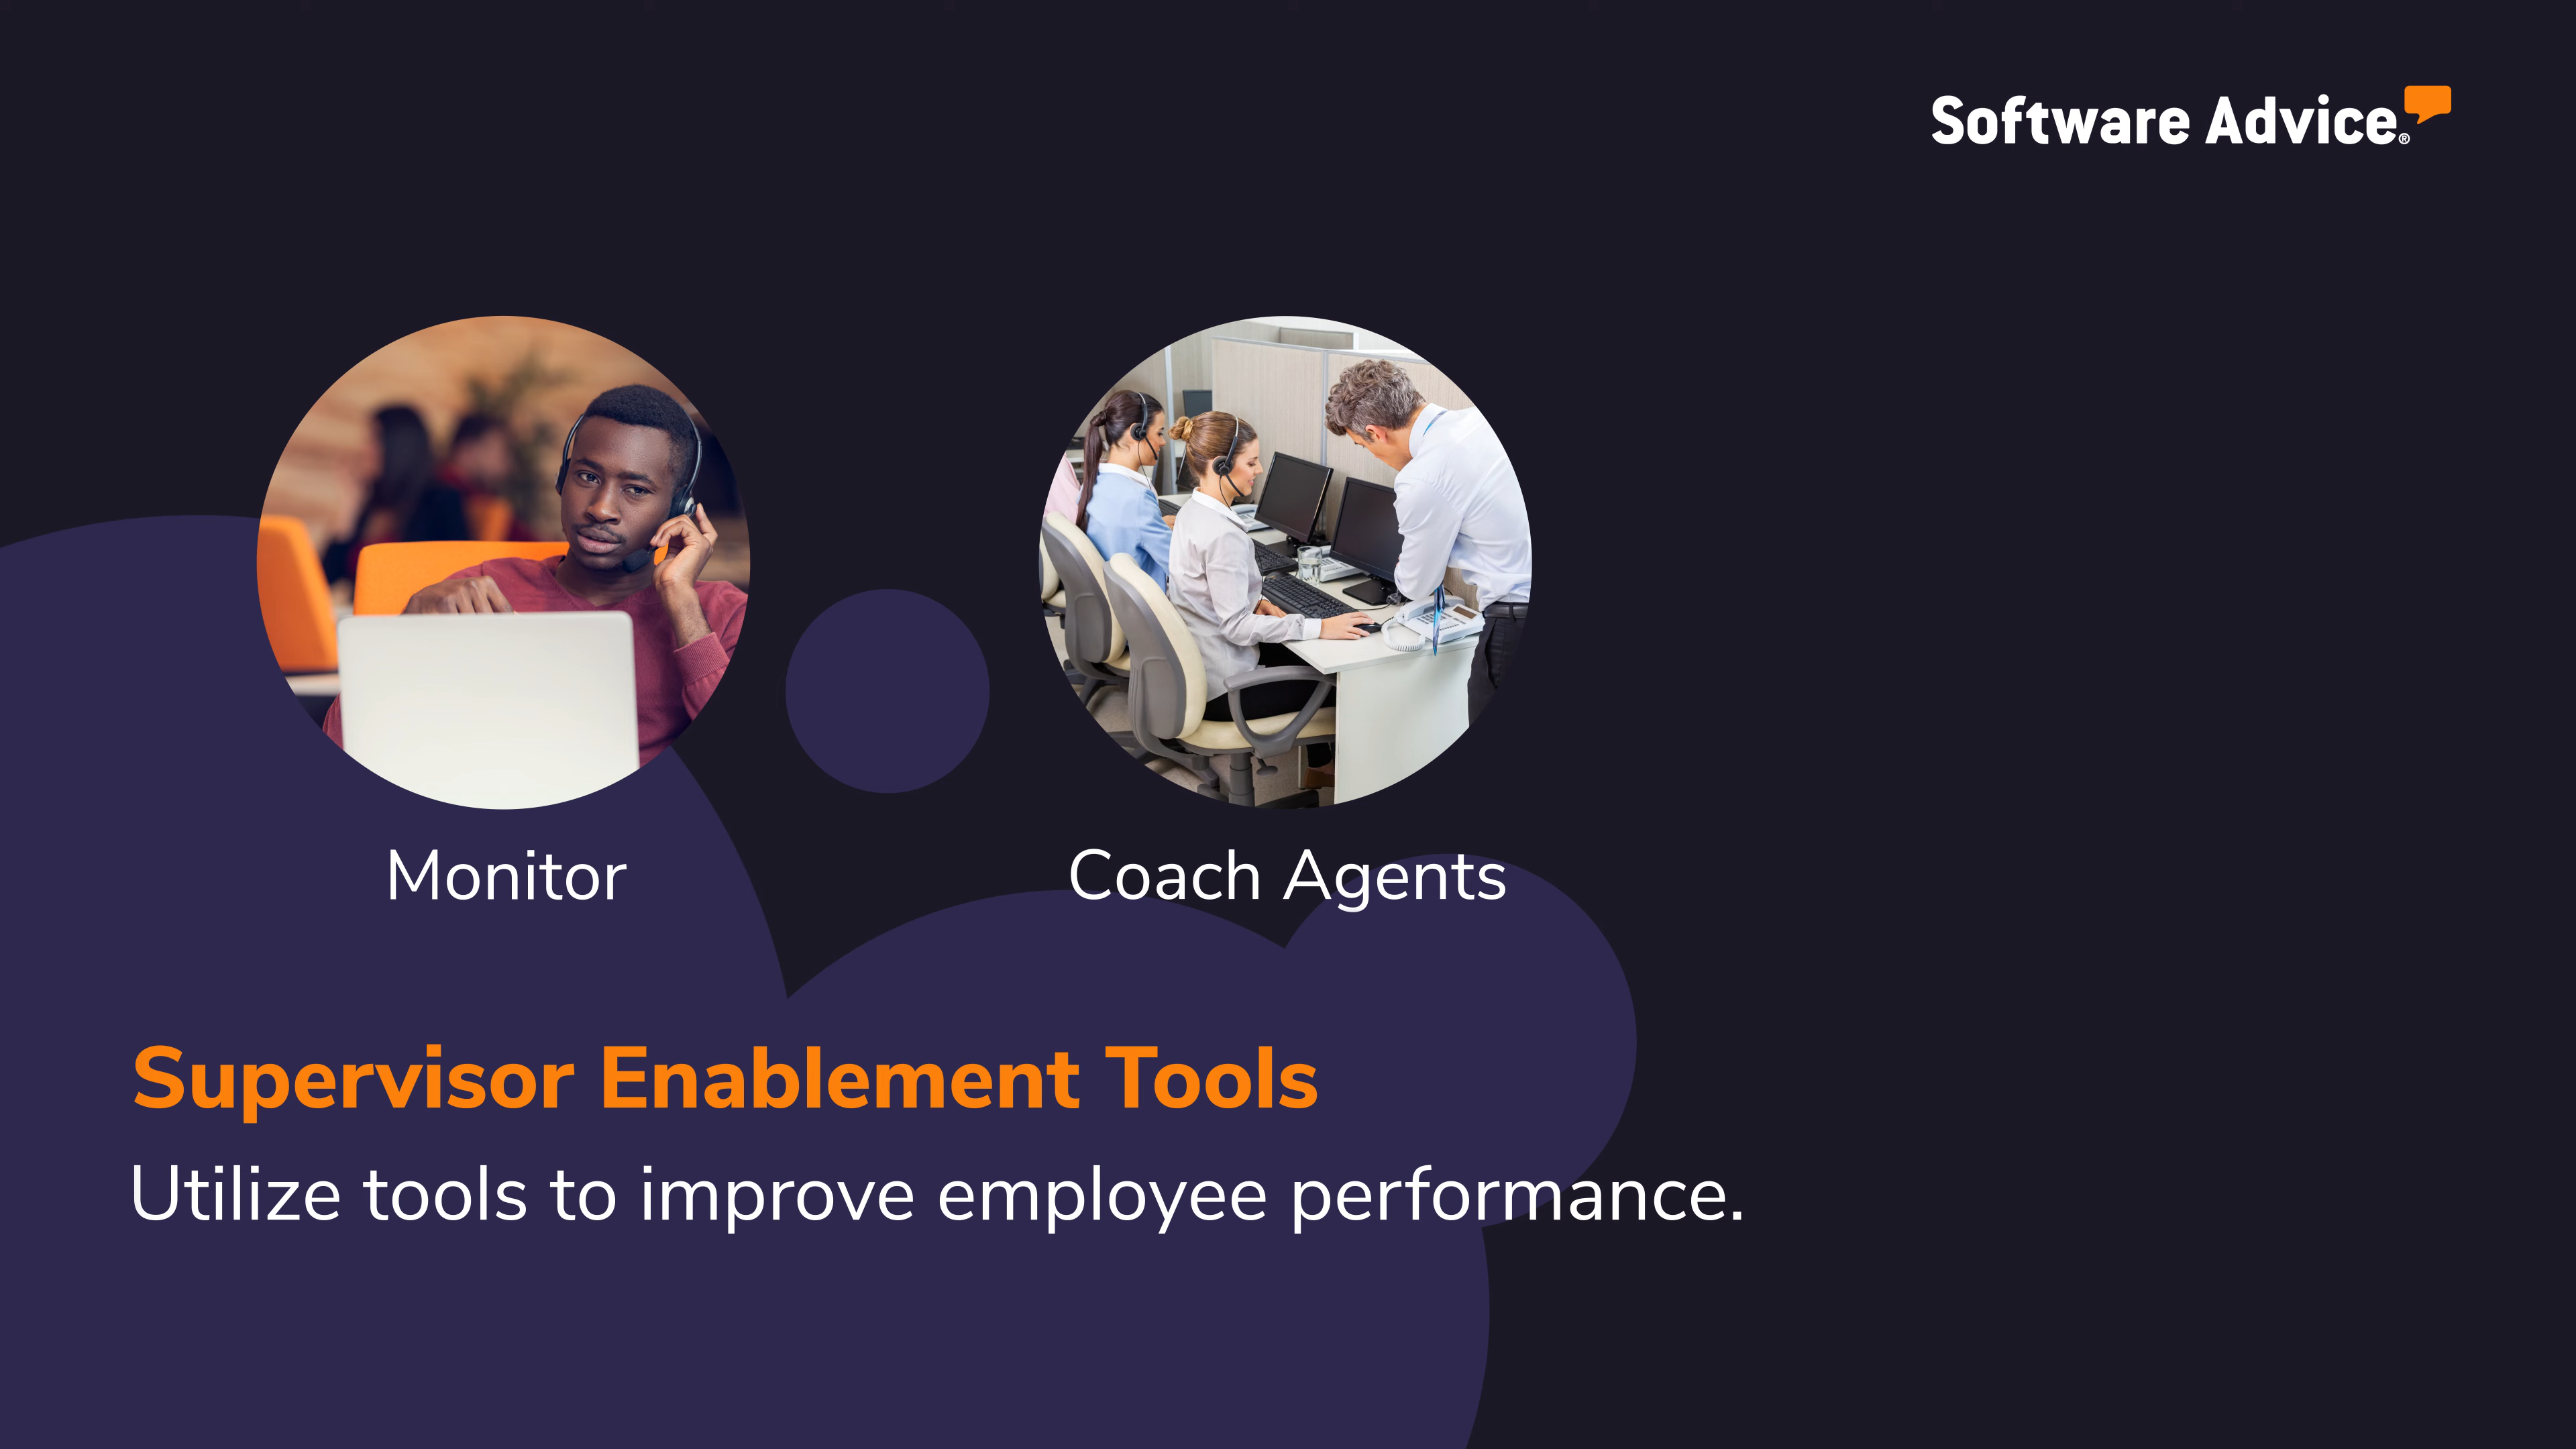 Software Advice®
Monitor
Coach Agents
Supervisor Enablement Tools
Utilize tools to improve employee performance.